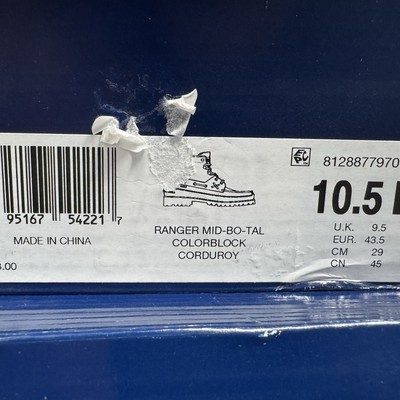 8128877970
95167 54221 7
MADE IN CHINA
.00
RANGER MID-BO-TAL
COLORBLOCK
CORDUROY
10.5
U.K. 9.5
EUR. 43.5
CM 29
CN 45